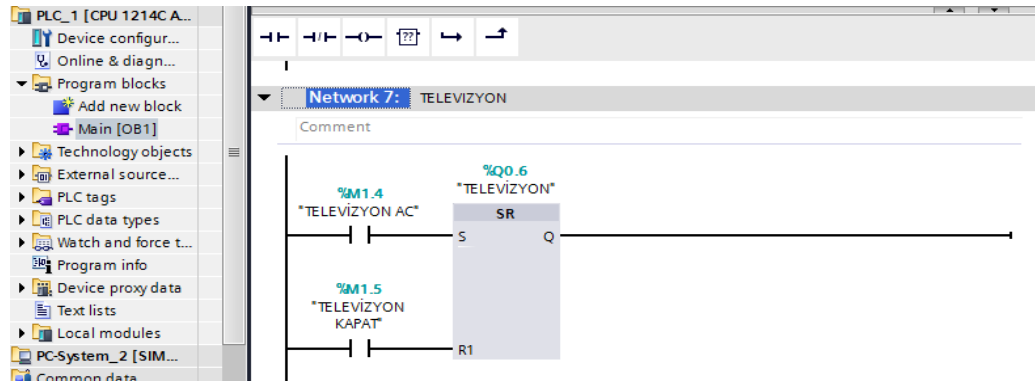 PLC_1 [CPU 1214C A...
Device configur...
Online & diagn...
Program blocks
Add new block
Main [OB1]
Technology objects
External source...
PLC tags
PLC data types
Watch and force t...
Program info
Device proxy data
Text lists
Local modules
PC-System_2 [SIM...
Common data
??
Network 7: TELEVIZYON
Comment
%Q0.6
"TELEVİZYON"
%M1.4
"TELEVİZYON AC"
SR
S Q
%M1.5
"TELEVİZYON
KAPAT"
R1